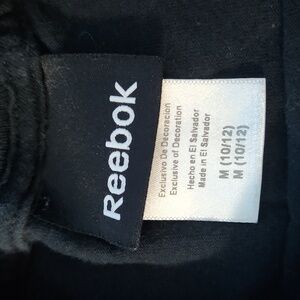 Reebok
Exclusivo De Decoracion
Exclusive of Decoration
Hecho en El Salvador
Made in El Salvador
M (10/12)
M (10/12)